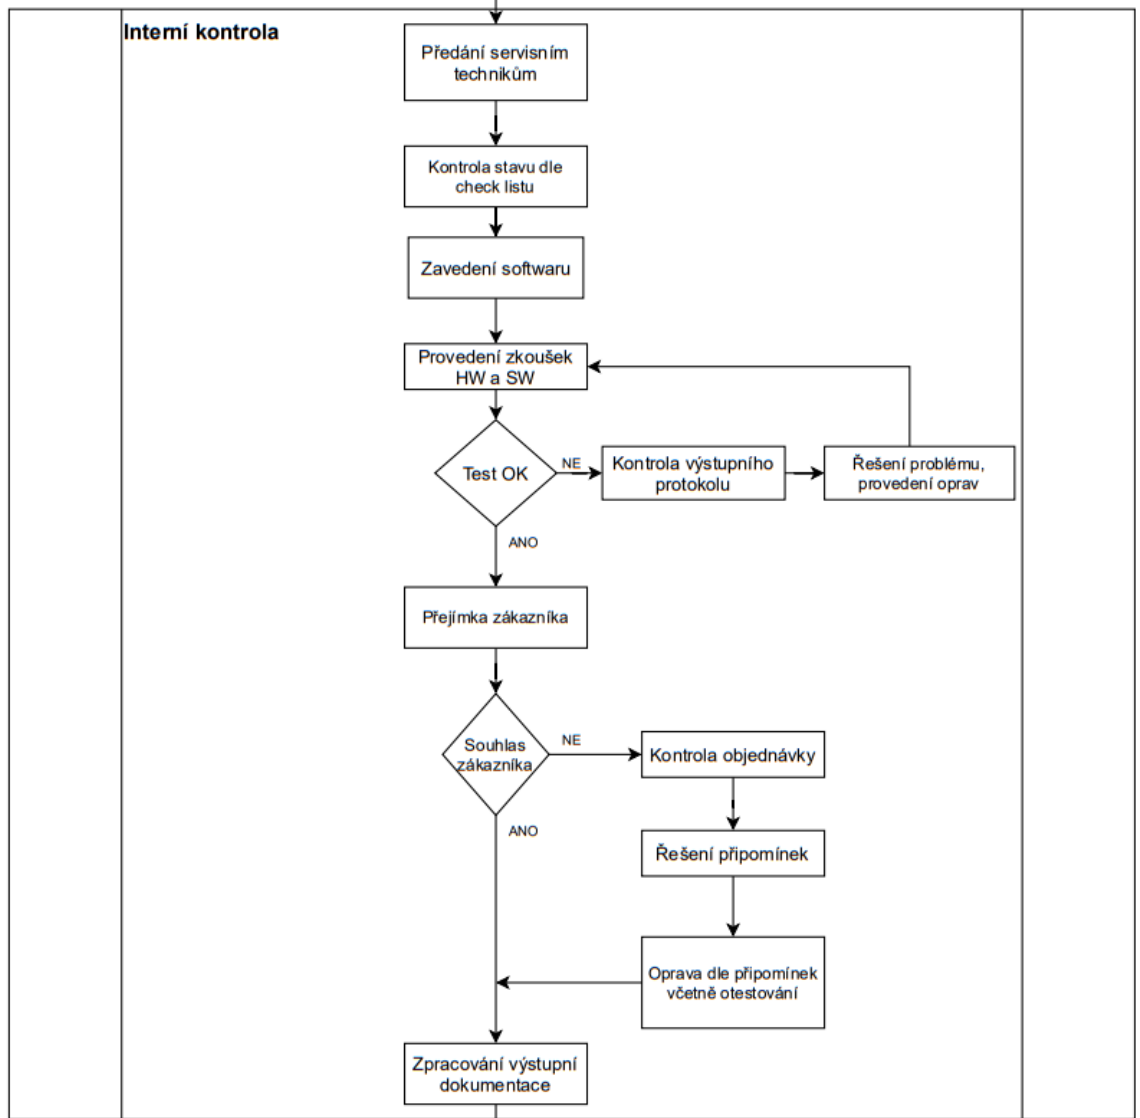 Interní kontrola
Předání servisním
technikům
Kontrola stavu dle
check listu
Zavedení softwaru
Provedení zkoušek
HW a SW
Test OK
NE
Kontrola výstupního
protokolu
Řešení problému,
provedení oprav
ANO
Přejímka zákazníka
Souhlas
zákazníka
NE
Kontrola objednávky
ANO
Řešení připomínek
Oprava dle připomínek
včetně otestování
Zpracování výstupní
dokumentace